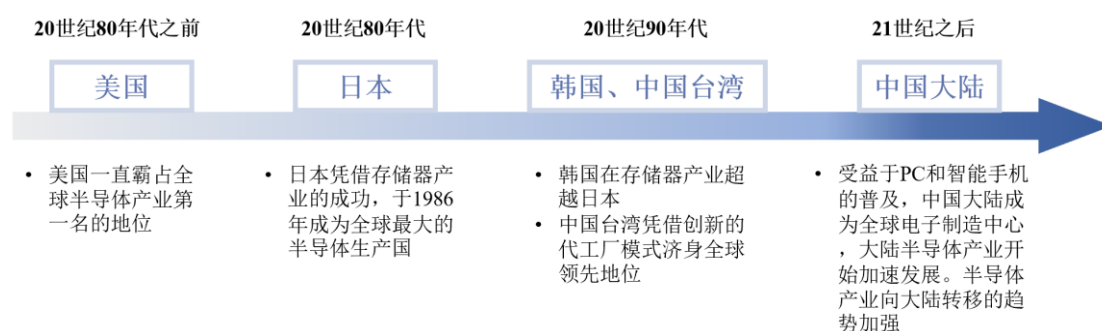 20世纪80年代之前
20世纪80年代
20世纪90年代
21世纪之后
美国
日本
韩国、中国台湾
中国大陆
• 美国一直霸占全
球半导体产业第
一名的地位
• 日本凭借存储器产
业的成功，于1986
年成为全球最大的
半导体生产国
• 韩国在存储器产业超
越日本
• 中国台湾凭借创新的
代工厂模式济身全球
领先地位
• 受益于PC和智能手机
的普及，中国大陆成
为全球电子制造中心
，大陆半导体产业开
始加速发展。半导体
产业向大陆转移的趋
势加强